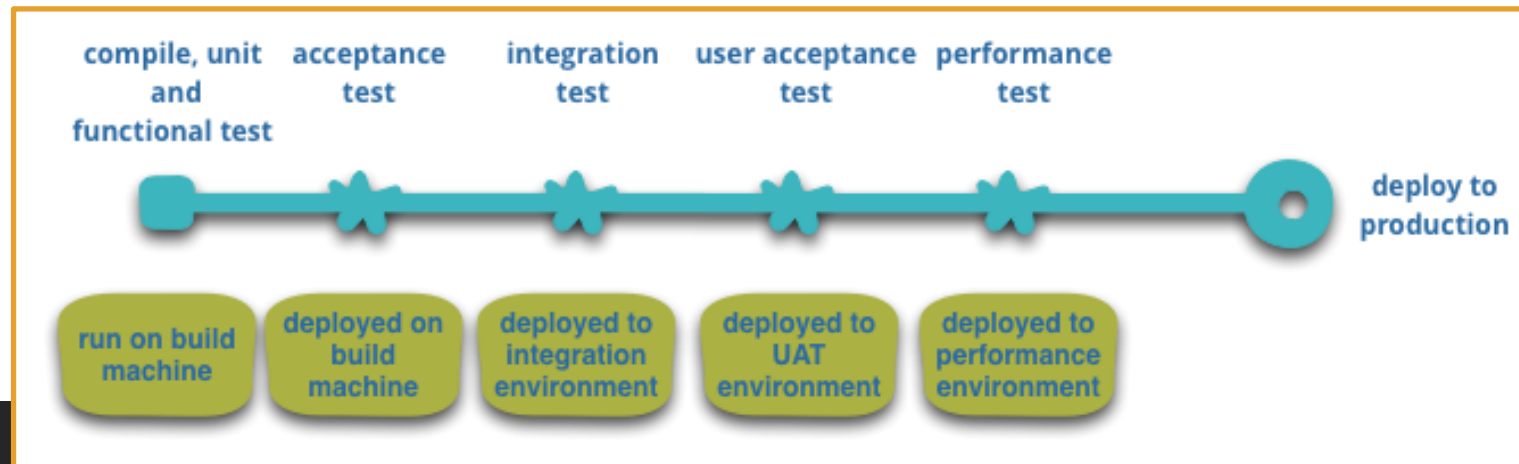 compile, unit
and
functional test
acceptance
test
integration
test
user acceptance
test
performance
test
deploy to
production
run on build
machine
deployed on
build
machine
deployed to
integration
environment
deployed to
UAT
environment
deployed to
performance
environment